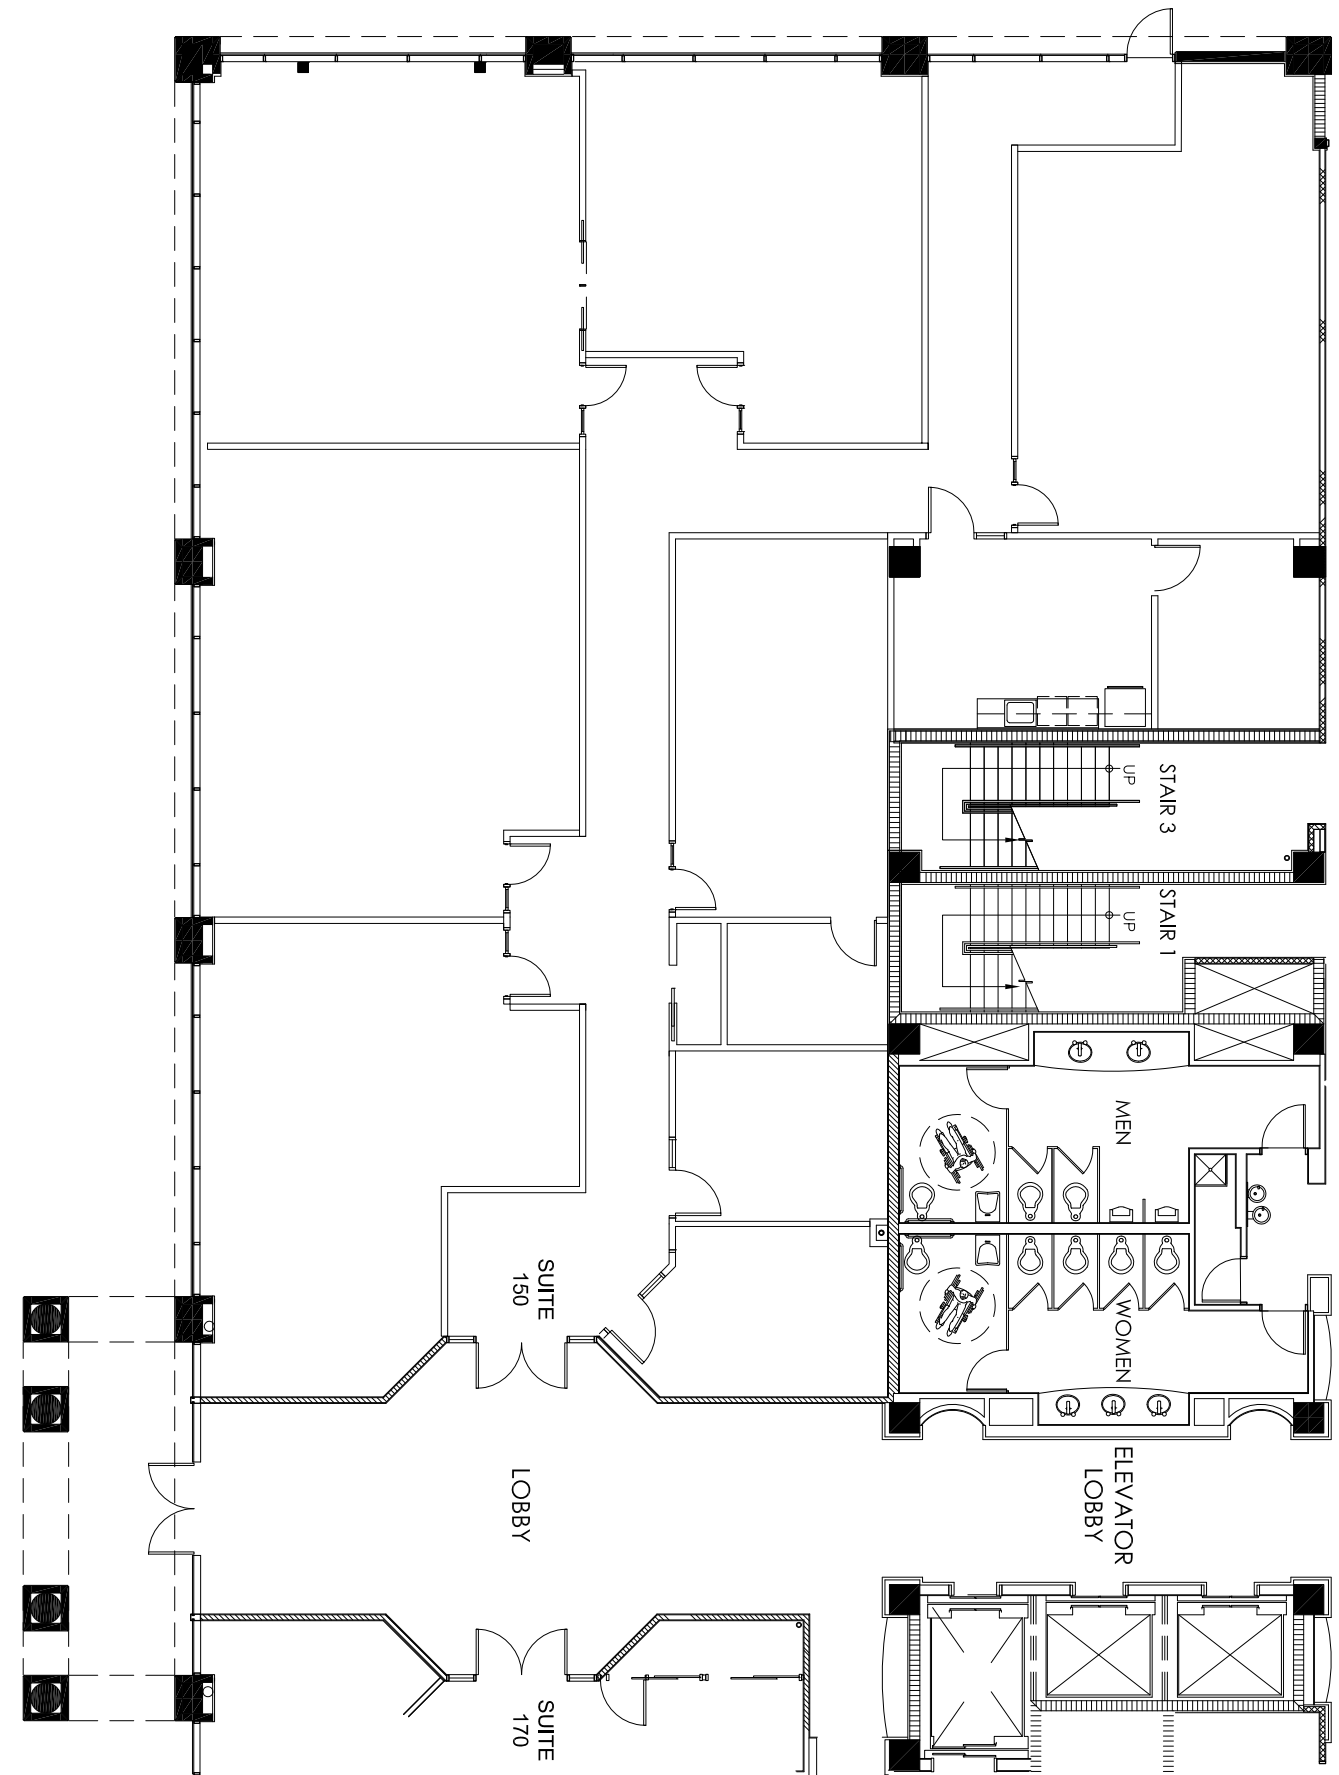 UP
STAIR 3
UP
STAIR 1
MEN
WOMEN
SUITE
150
LOBBY
ELEVATOR
LOBBY
SUITE
170